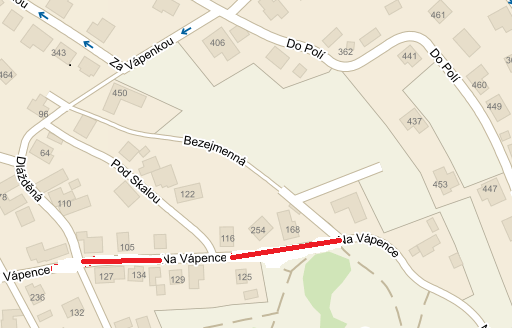 kou
461
Za Vápenkou
406
Do Polí
362
441
Do Polí
343
464
460
450
449
96
437
Bezejmenná
64
Pod Skalou
Dlážděná
453
447
78
110
122
254
168
116
105
Na Vápence
Na Vápence
Vápence
127
134
129
125
236
132